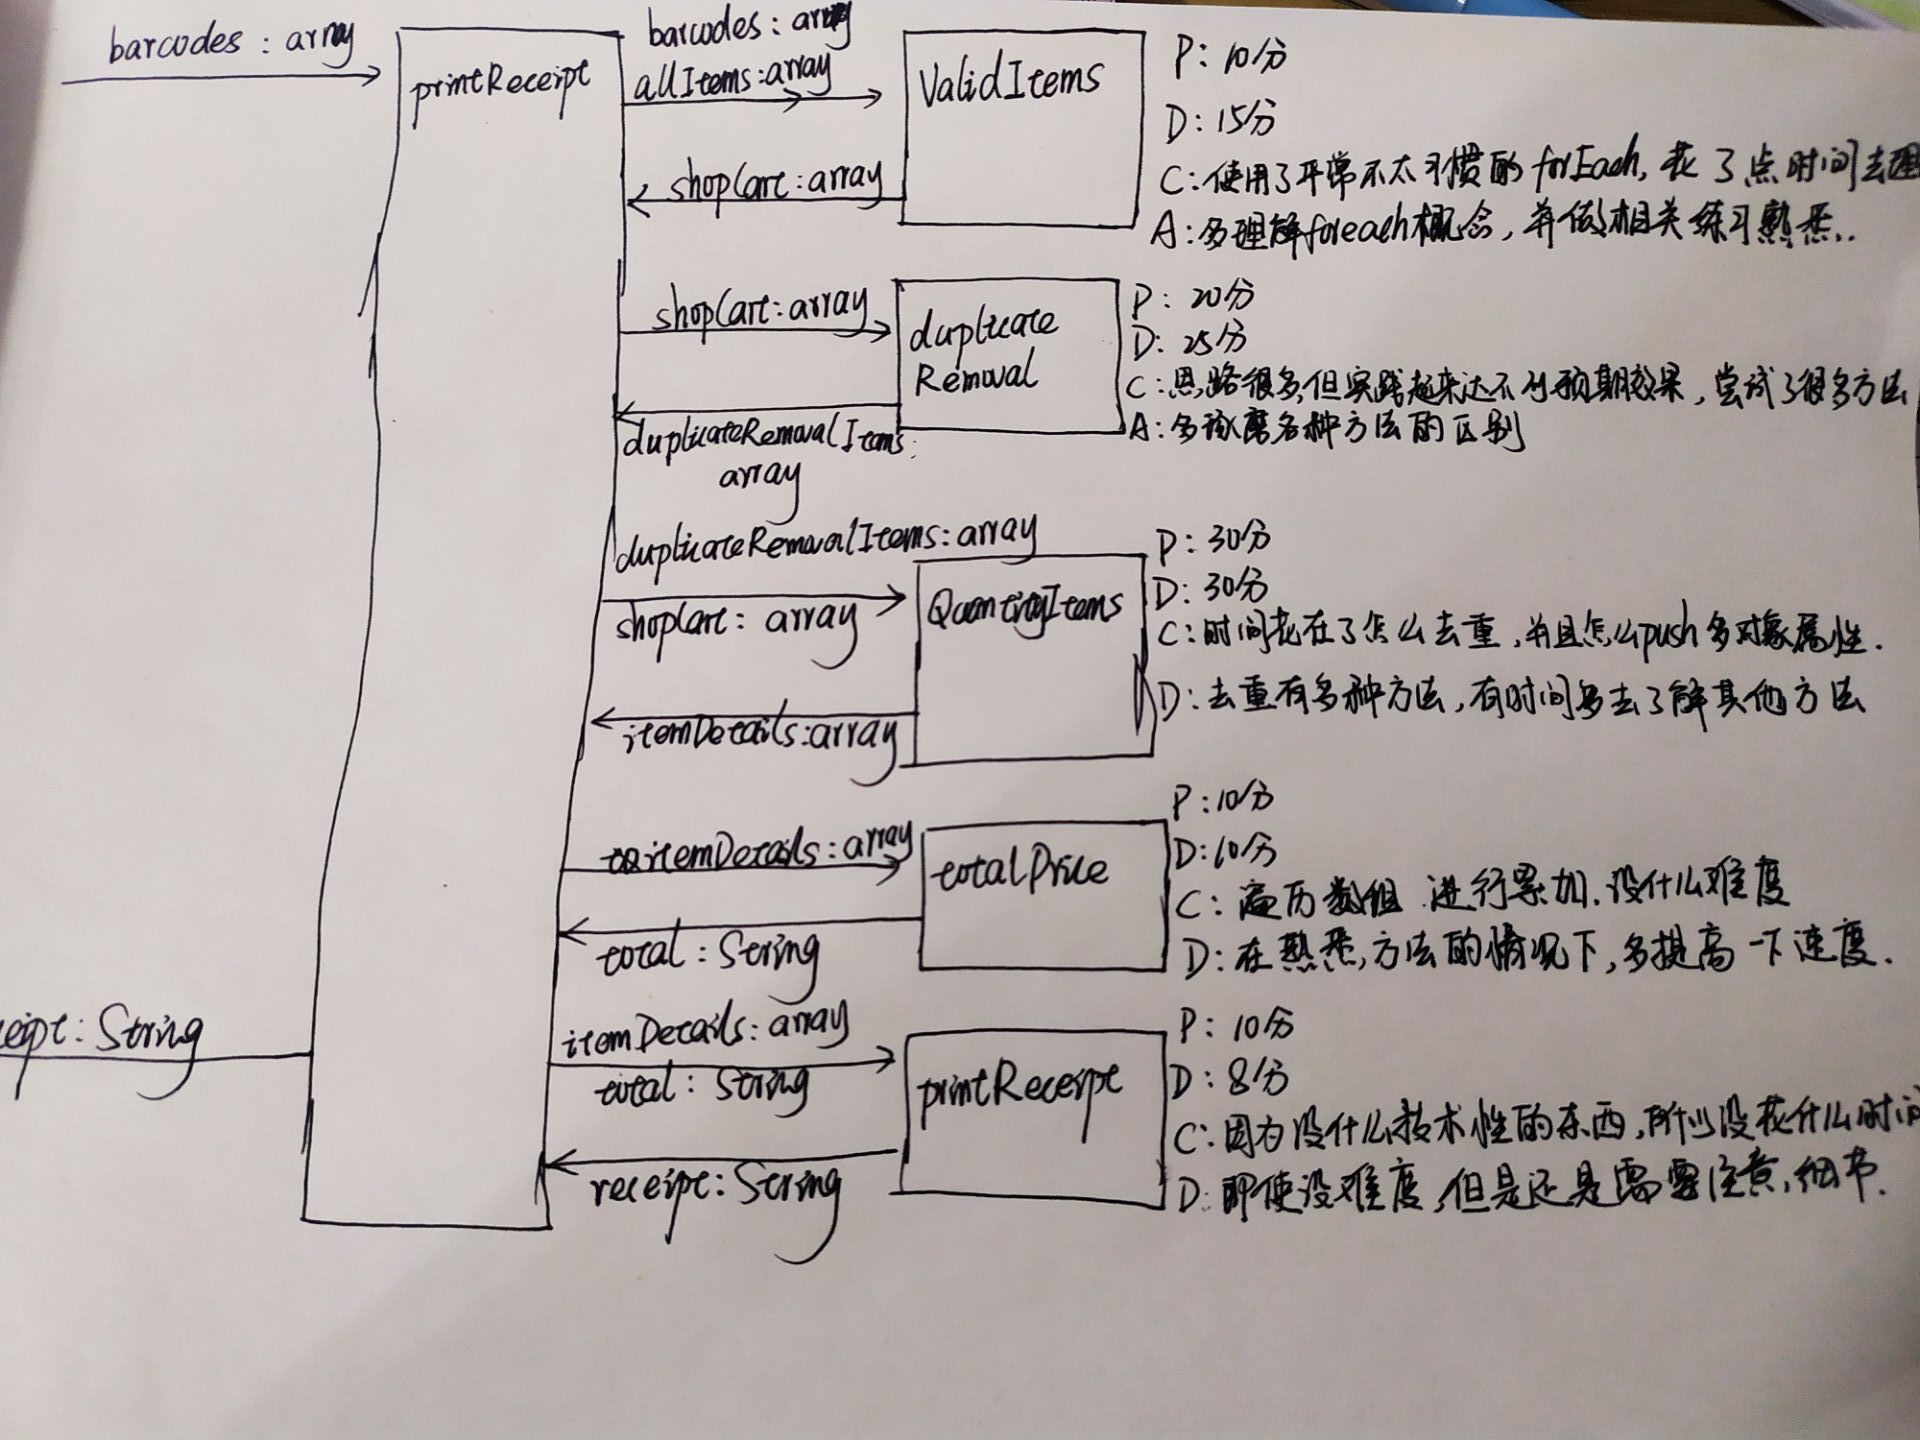 barcodes: array
printReceipt
barcodes: array
allItems:array
ValidItems
shopCart:array
P: 10分
D: 15分
C:使用了平常不太习惯的forEach,花了点时间去理
A:多理解foreach概念,并做相关练习熟悉..
shopCart:array
duplicate
Removal
duplicateRemovalItems:
array
P: 20分
D: 25分
C:思路很多,但实践起来达不到预期效果,尝试了很多方法
A:多琢磨各种方法的区别
duplicateRemovalItems:array
shopCart: array
QuantityItems
itemDetails:array
P: 30分
D: 30分
C:时间花在了怎么去重,并且怎么push多对象属性.
D:去重有多种方法,有时间多去了解其他方法
itemDetails:array
totalPrice
total:String
P:10分
D:10分
C:遍历数组.进行累加.没什么难度
D:在熟悉方法的情况下,多提高一下速度.
eipt:String
itemDetails:array
total: String
printReceipt
receipt:String
P: 10分
D: 8分
C:因为没什么技术性的东西,所以没花什么时间
D:即使没难度,但是还是需要注意细节.